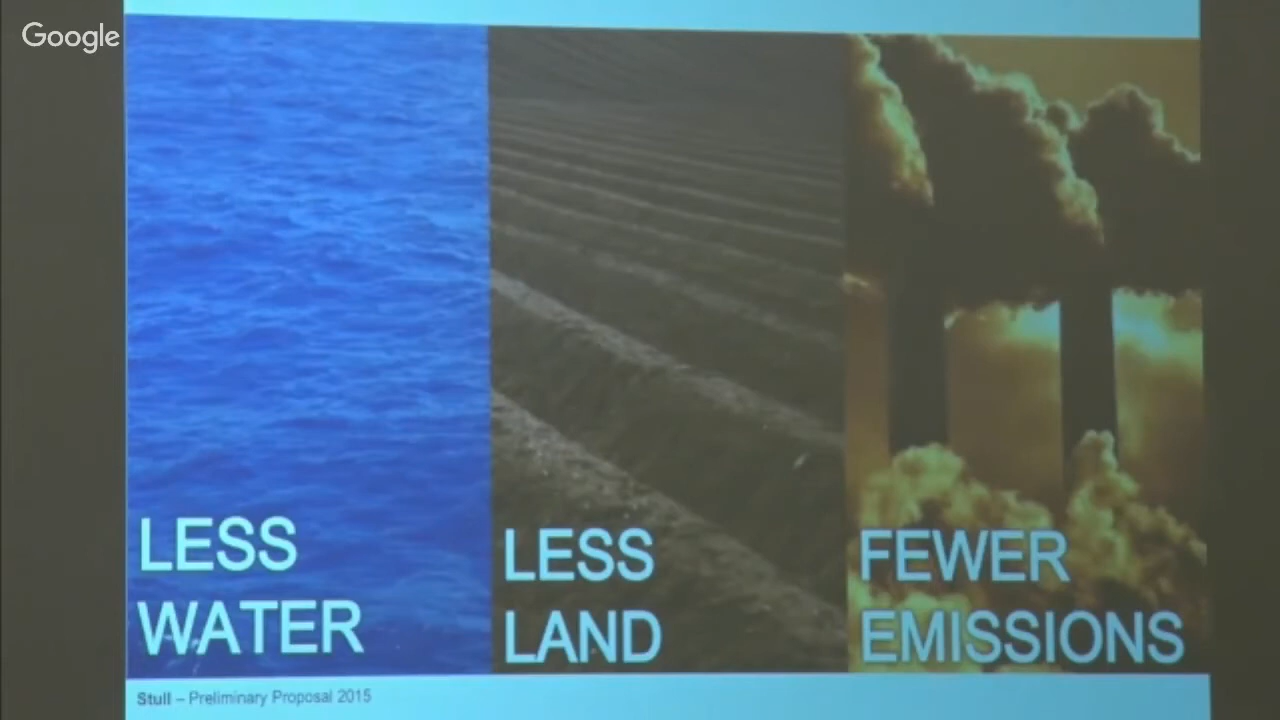 Google
LESS
WATER
LESS
LAND
FEWER
EMISSIONS
Stull – Preliminary Proposal 2015